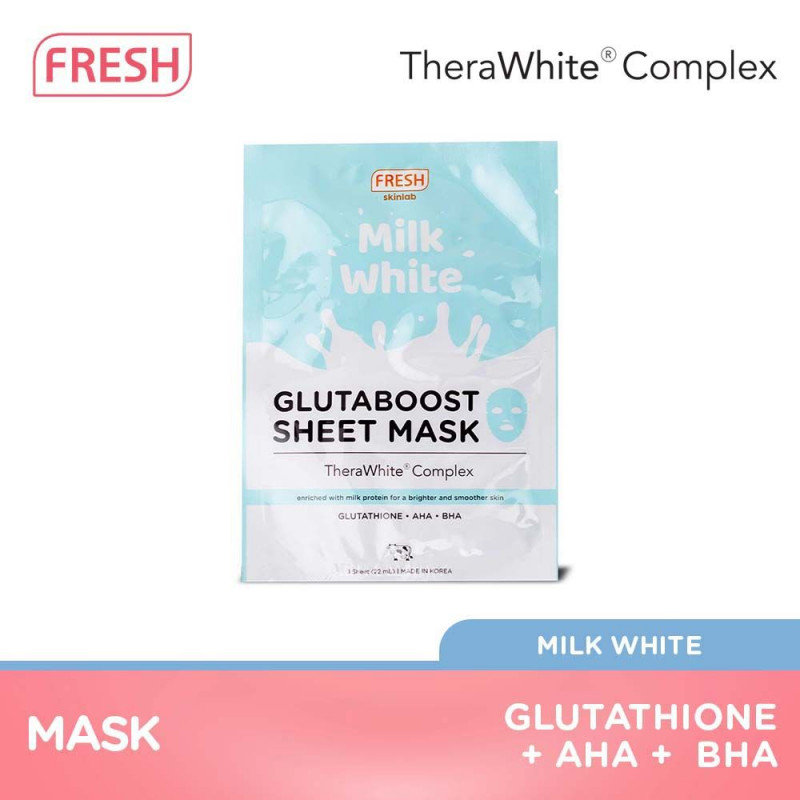 FRESH
TheraWhite® Complex
FRESH
skinlab
Milk
White
GLUTABOOST
SHEET MASK
TheraWhite® Complex
enriched with milk protein for a brighter and smoother skin
GLUTATHIONE • AHA • BHA
1 Sheet (22 mL) | MADE IN KOREA
MILK WHITE
MASK
GLUTATHIONE
+ AHA + BHA